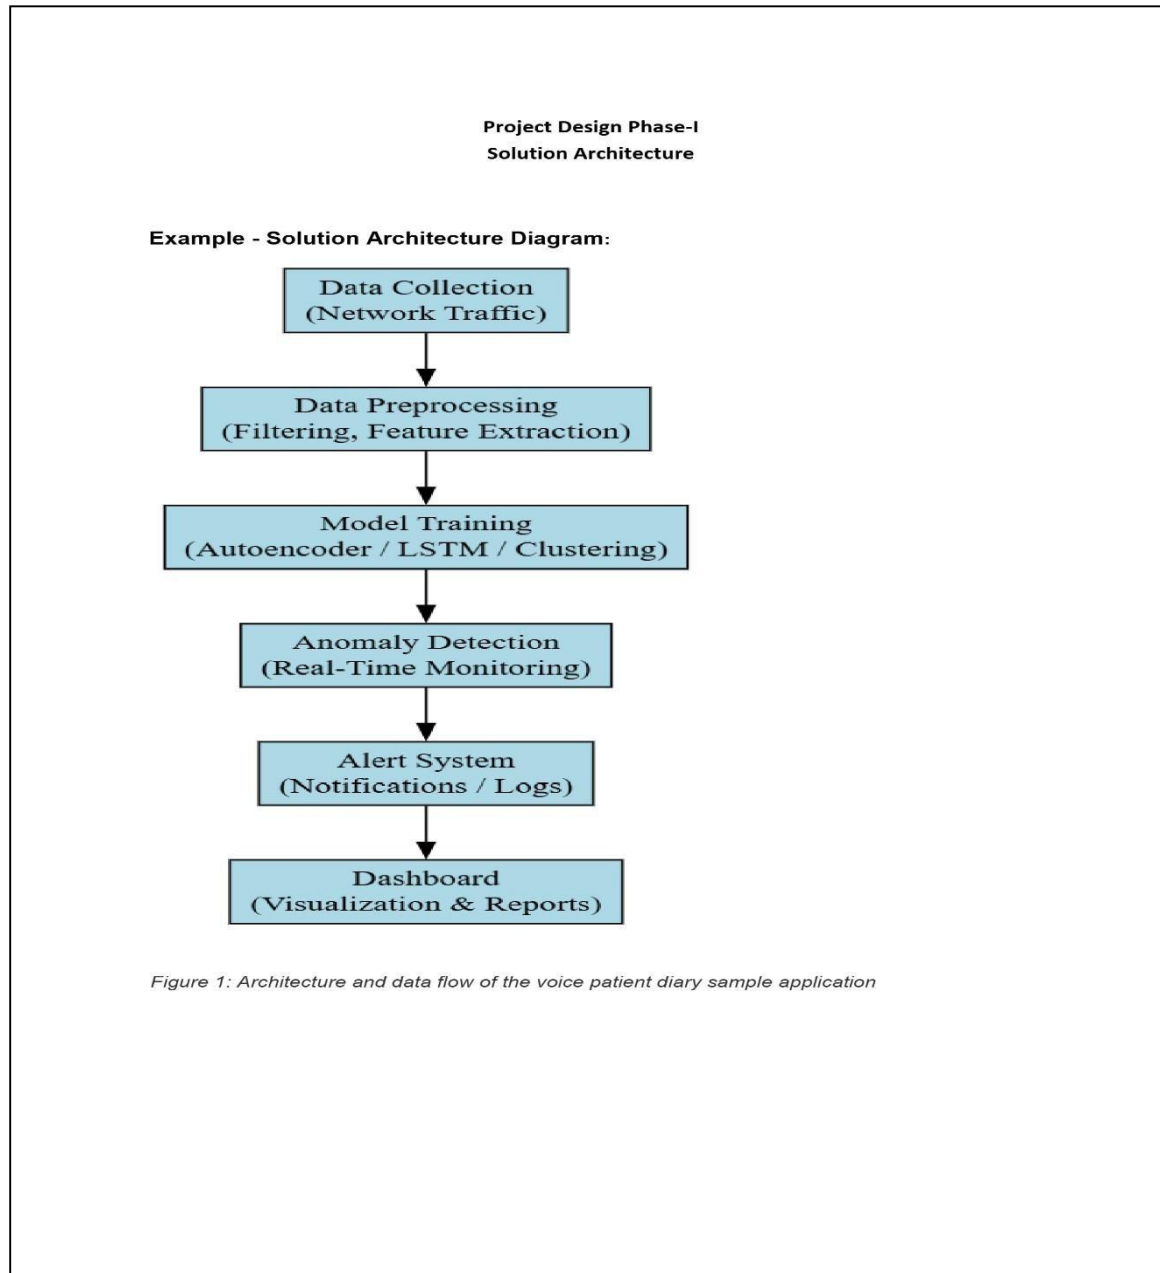 Project Design Phase-I
Solution Architecture
Example - Solution Architecture Diagram:
Data Collection
(Network Traffic)
Data Preprocessing
(Filtering, Feature Extraction)
Model Training
(Autoencoder / LSTM / Clustering)
Anomaly Detection
(Real-Time Monitoring)
Alert System
(Notifications / Logs)
Dashboard
(Visualization & Reports)
Figure 1: Architecture and data flow of the voice patient diary sample application